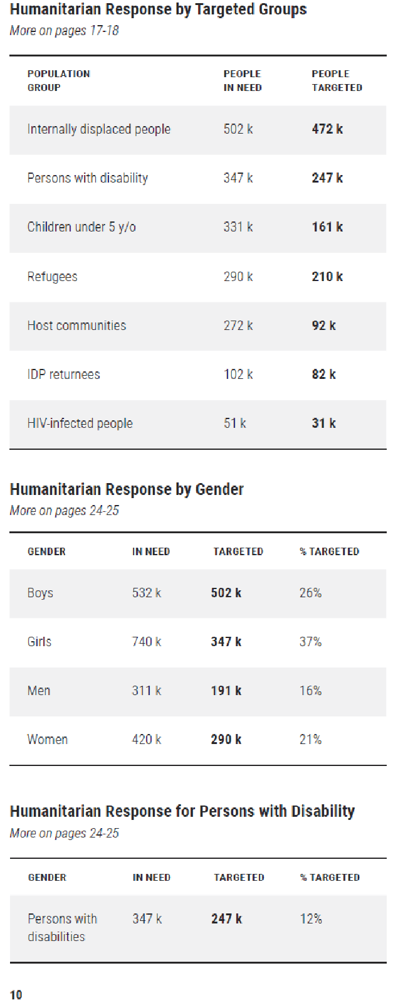 Humanitarian Response by Targeted Groups
More on pages 17-18
POPULATION GROUP PEOPLE IN NEED PEOPLE TARGETED
Internally displaced people 502 k 472 k
Persons with disability 347 k 247 k
Children under 5 y/o 331 k 161 k
Refugees 290 k 210 k
Host communities 272 k 92 k
IDP returnees 102 k 82 k
HIV-infected people 51 k 31 k
Humanitarian Response by Gender
More on pages 24-25
GENDER IN NEED TARGETED % TARGETED
Boys 532 k 502 k 26%
Girls 740 k 347 k 37%
Men 311 k 191 k 16%
Women 420 k 290 k 21%
Humanitarian Response for Persons with Disability
More on pages 24-25
GENDER IN NEED TARGETED % TARGETED
Persons with disabilities 347 k 247 k 12%
10